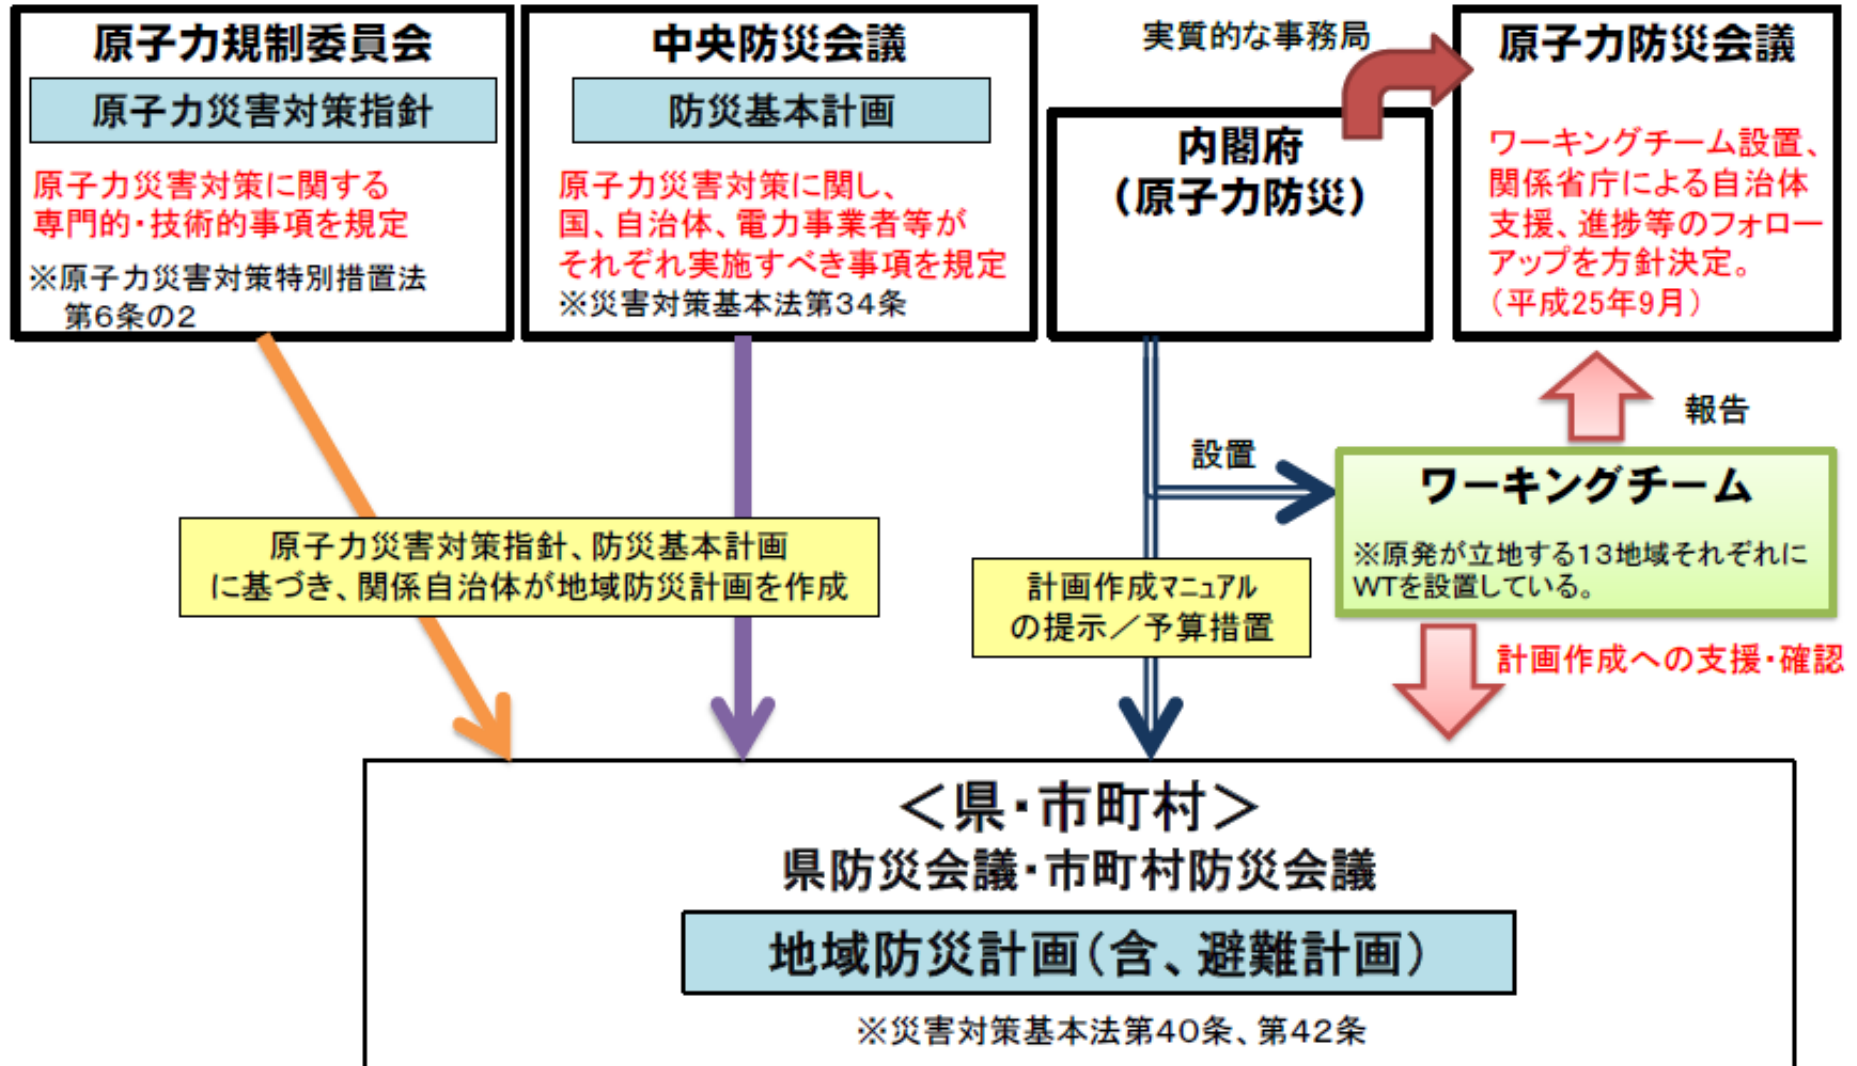 原子力規制委員会
原子力災害対策指針
原子力災害対策に関する
専門的・技術的事項を規定
※原子力災害対策特別措置法
第6条の2
中央防災会議
防災基本計画
原子力災害対策に関し、
国、自治体、電力事業者等が
それぞれ実施すべき事項を規定
※災害対策基本法第34条
実質的な事務局
内閣府
（原子力防災）
原子力防災会議
ワーキングチーム設置、
関係省庁による自治体
支援、進捗等のフォロー
アップを方針決定。
（平成25年9月）
報告
設置
ワーキングチーム
※原発が立地する13地域それぞれに
WTを設置している。
原子力災害対策指針、防災基本計画
に基づき、関係自治体が地域防災計画を作成
計画作成マニュアル
の提示／予算措置
計画作成への支援・確認
＜県・市町村＞
県防災会議・市町村防災会議
地域防災計画（含、避難計画）
※災害対策基本法第40条、第42条